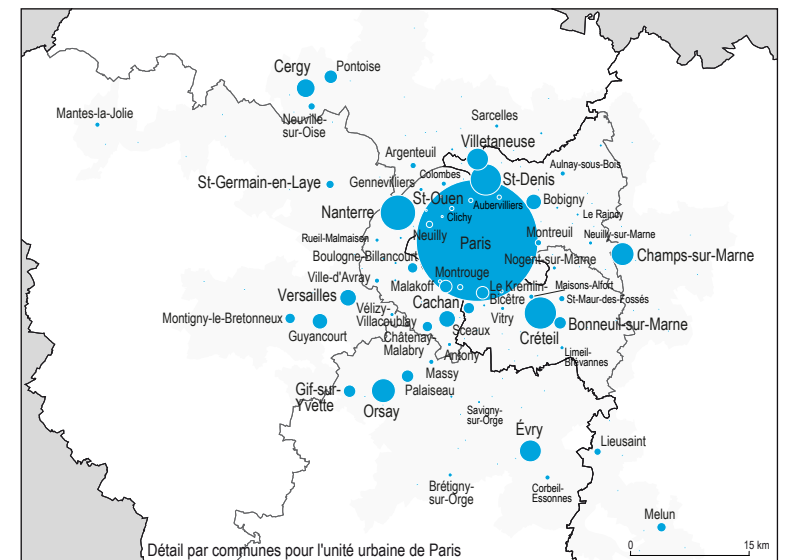 Cergy
Pontoise
Neuville-
sur-Oise
Mantes-la-Jolie
Sarcelles
Villetaneuse
Argenteuil
Aulnay-sous-Bois
Colombes
St-Germain-en-Laye
Gennevilliers
St-Denis
St-Ouen
Aubervilliers
Bobigny
Nanterre
Clichy
Le Raincy
Rueil-Malmaison
Neuilly
Paris
Montreuil
Neuilly-sur-Marne
Boulogne-Billancourt
Nogent-sur-Marne
Champs-sur-Marne
Ville-d'Avray
Montrouge
Malakoff
Le Kremlin-
Bicêtre
Maisons-Alfort
St-Maur-des-Fossés
Versailles
Cachan
Vélizy-
Villacoublay
Vitry
Montigny-le-Bretonneux
Guyancourt
Châtenay-
Malabry
Sceaux
Créteil
Bonneuil-sur-Marne
Antony
Limeil-
Brévannes
Massy
Gif-sur-
Yvette
Orsay
Palaiseau
Savigny-
sur-Orge
Évry
Lieusaint
Brétigny-
sur-Orge
Corbeil-
Essonnes
Melun
Détail par communes pour l'unité urbaine de Paris
0 15 km